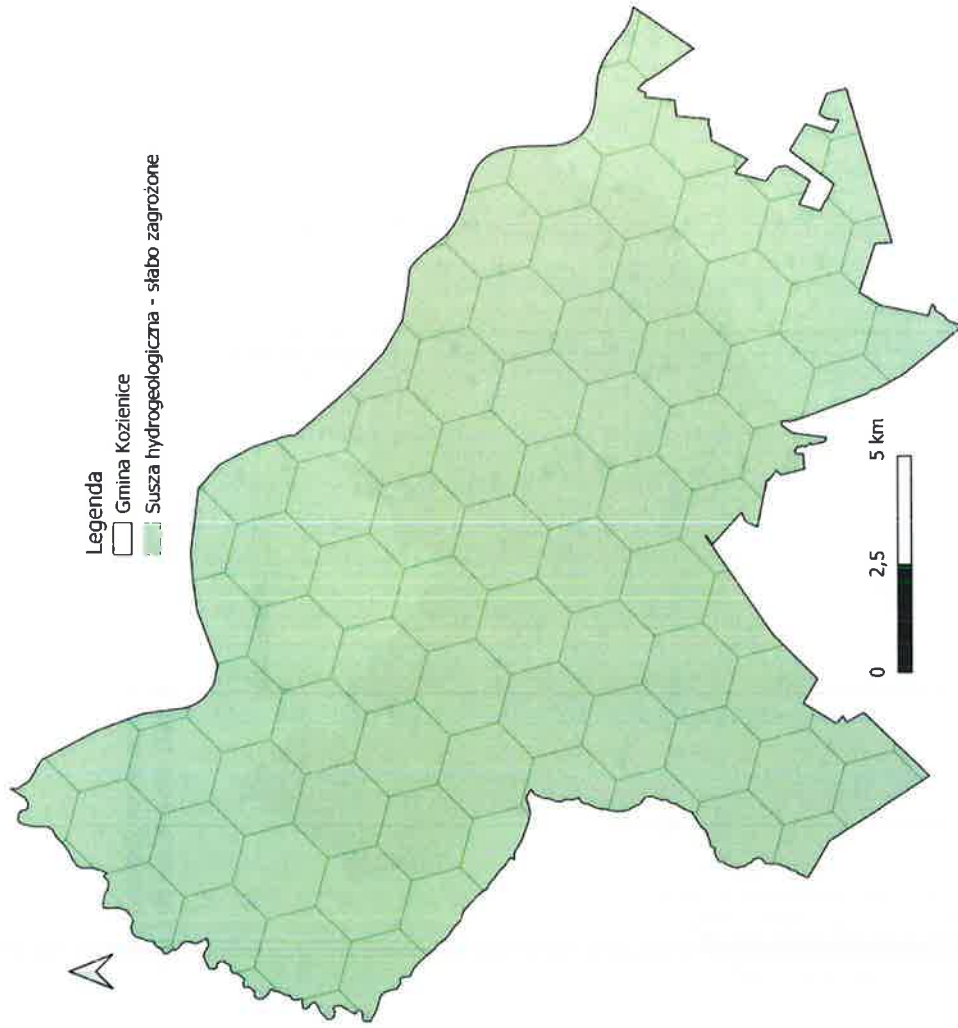 Legenda
Gmina Kozienice
Susza hydrogeologiczna - słabo zagrożone
0 2,5 5 km